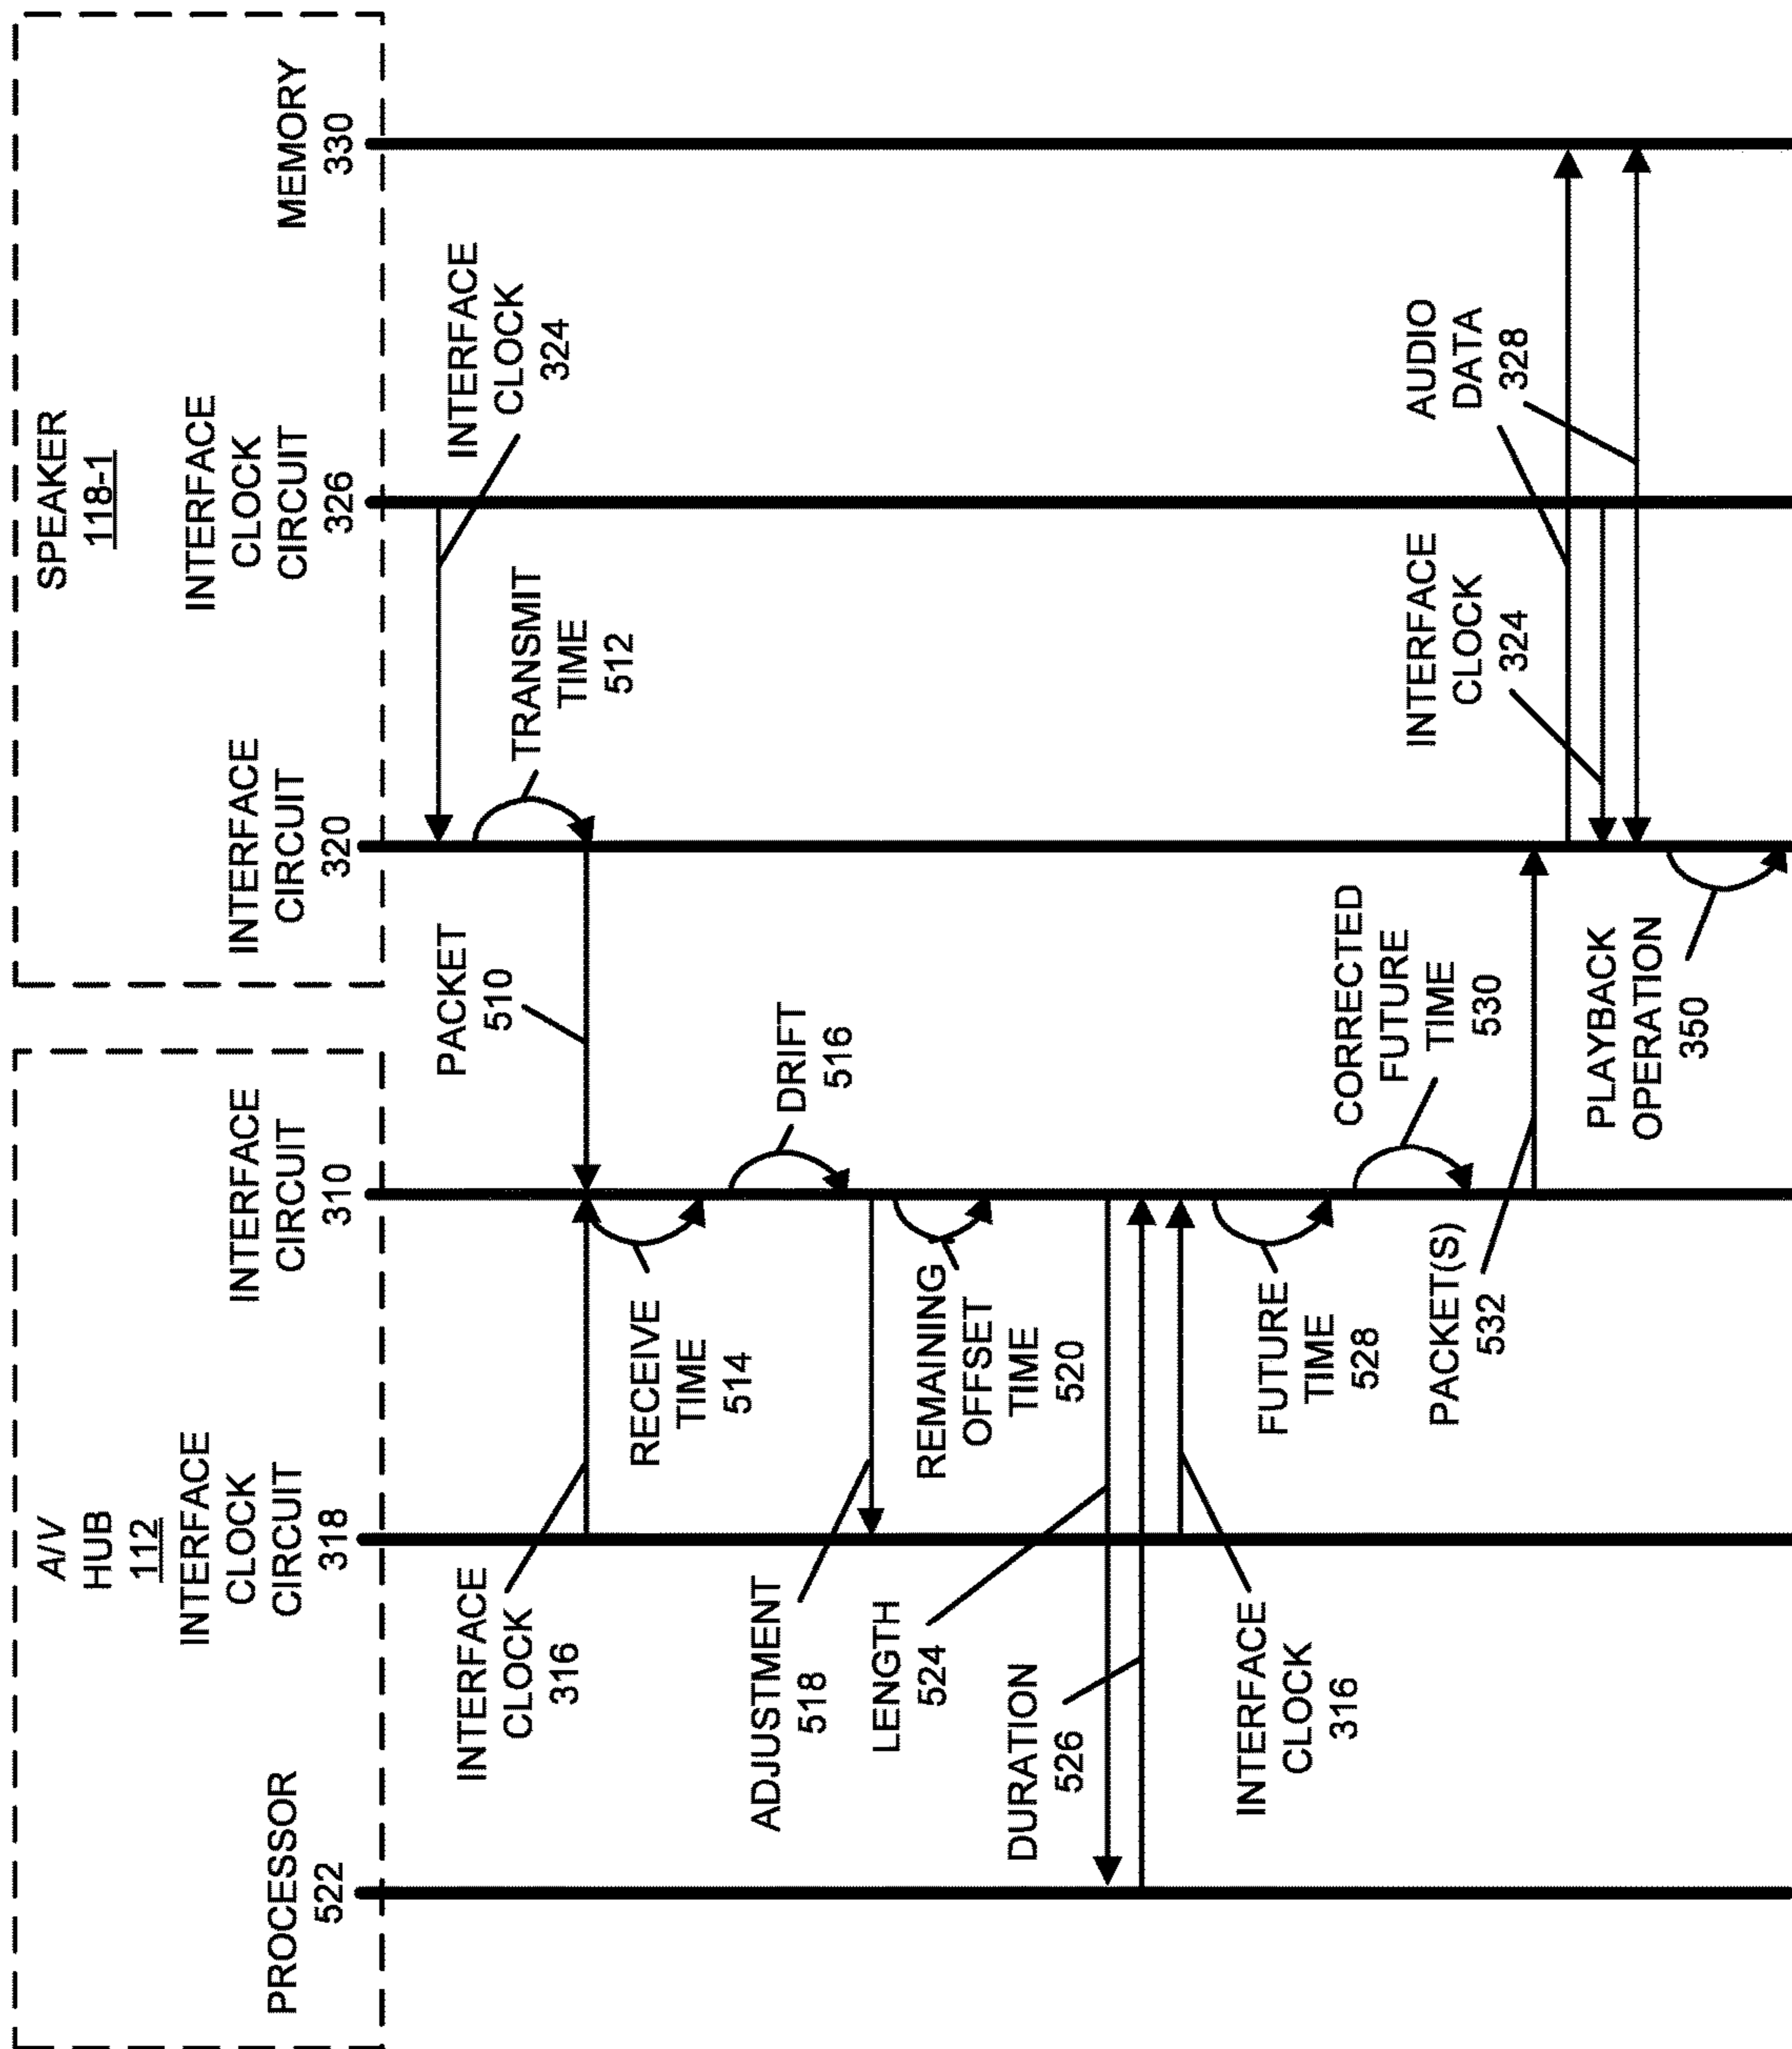 A/V
HUB
112
PROCESSOR
522
INTERFACE
CLOCK
CIRCUIT
318
INTERFACE
CIRCUIT
310
SPEAKER
118-1
INTERFACE
CIRCUIT
320
INTERFACE
CLOCK
CIRCUIT
326
MEMORY
330
INTERFACE
CLOCK
324
TRANSMIT
TIME
512
PACKET
510
INTERFACE
CLOCK
316
RECEIVE
TIME
514
DRIFT
516
ADJUSTMENT
518
REMAINING
OFFSET
TIME
520
LENGTH
524
DURATION
526
INTERFACE
CLOCK
316
FUTURE
TIME
528
CORRECTED
FUTURE
TIME
530
PACKET(S)
532
AUDIO
DATA
328
INTERFACE
CLOCK
324
PLAYBACK
OPERATION
350